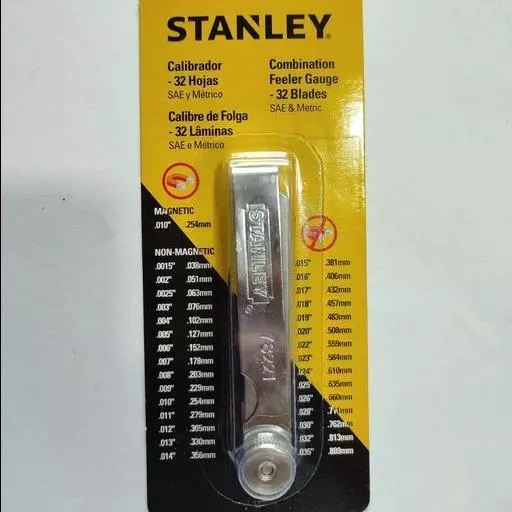 STANLEY®
Calibrador
- 32 Hojas
SAE y Métrico
Combination
Feeler Gauge
- 32 Blades
SAE & Metric
Calibre de Folga
- 32 Lâminas
SAE e Métrico
MAGNETIC
.010" .254mm
NON-MAGNETIC
.0015" .038mm
.002" .051mm
.0025" .063mm
.003" .076mm
.004" .102mm
.005" .127mm
.006" .152mm
.007" .178mm
.008" .203mm
.009" .229mm
.010" .254mm
.011" .279mm
.012" .305mm
.013" .330mm
.014" .356mm
STANLEY®
78221
.015" .381mm
.016" .406mm
.017" .432mm
.018" .457mm
.019" .483mm
.020" .508mm
.022" .559mm
.023" .584mm
.024" .610mm
.025" .635mm
.026" .660mm
.028" .711mm
.030" .762mm
.032" .813mm
.035" .889mm